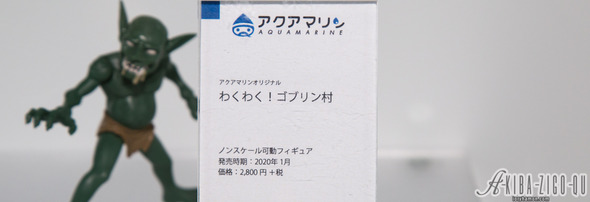 アクアマリン
AQUAMARINE
アクアマリンオリジナル
わくわく！ゴブリン村
ノンスケール可動フィギュア
発売時期：2020年1月
価格：2,800円+税
AKIBA-ZIGO-QU